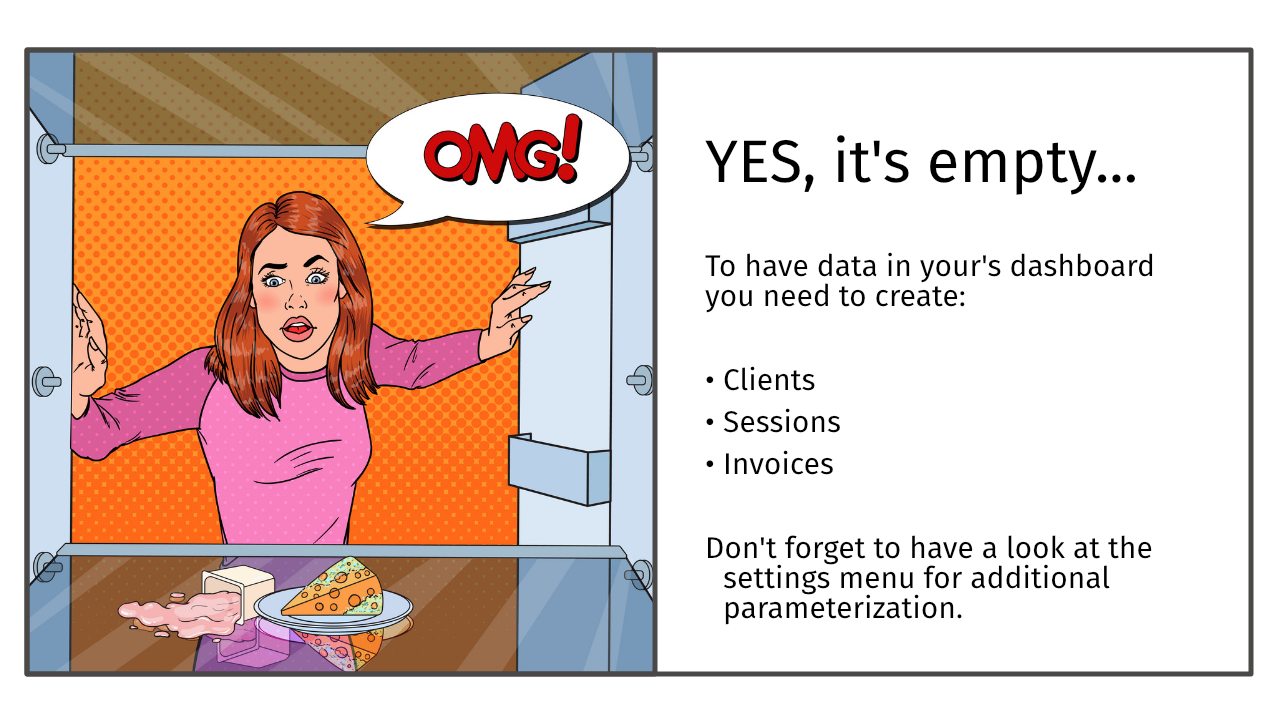 OMG!
YES, it's empty...
To have data in your's dashboard
you need to create:
• Clients
• Sessions
• Invoices
Don't forget to have a look at the
settings menu for additional
parameterization.